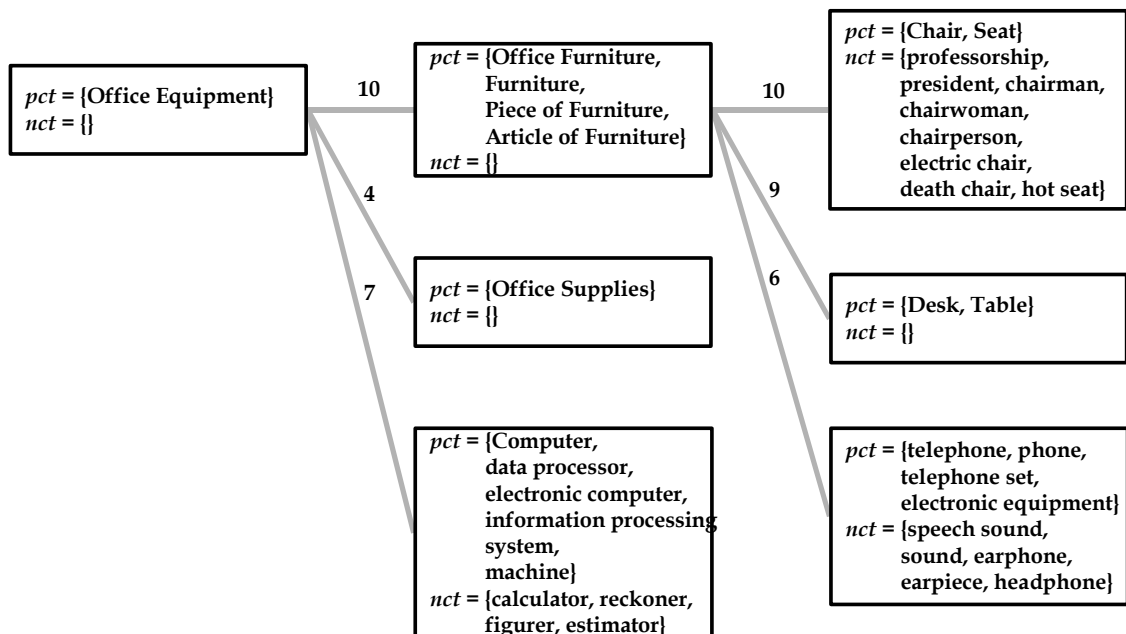 pct = {Office Equipment}
nct = {}
10
4
7
pct = {Office Furniture,
Furniture,
Piece of Furniture,
Article of Furniture}
nct = {}
pct = {Office Supplies}
nct = {}
pct = {Computer,
data processor,
electronic computer,
information processing
system,
machine}
nct = {calculator, reckoner,
figurer, estimator}
10
9
6
pct = {Chair, Seat}
nct = {professorship,
president, chairman,
chairwoman,
chairperson,
electric chair,
death chair, hot seat}
pct = {Desk, Table}
nct = {}
pct = {telephone, phone,
telephone set,
electronic equipment}
nct = {speech sound,
sound, earphone,
earpiece, headphone}